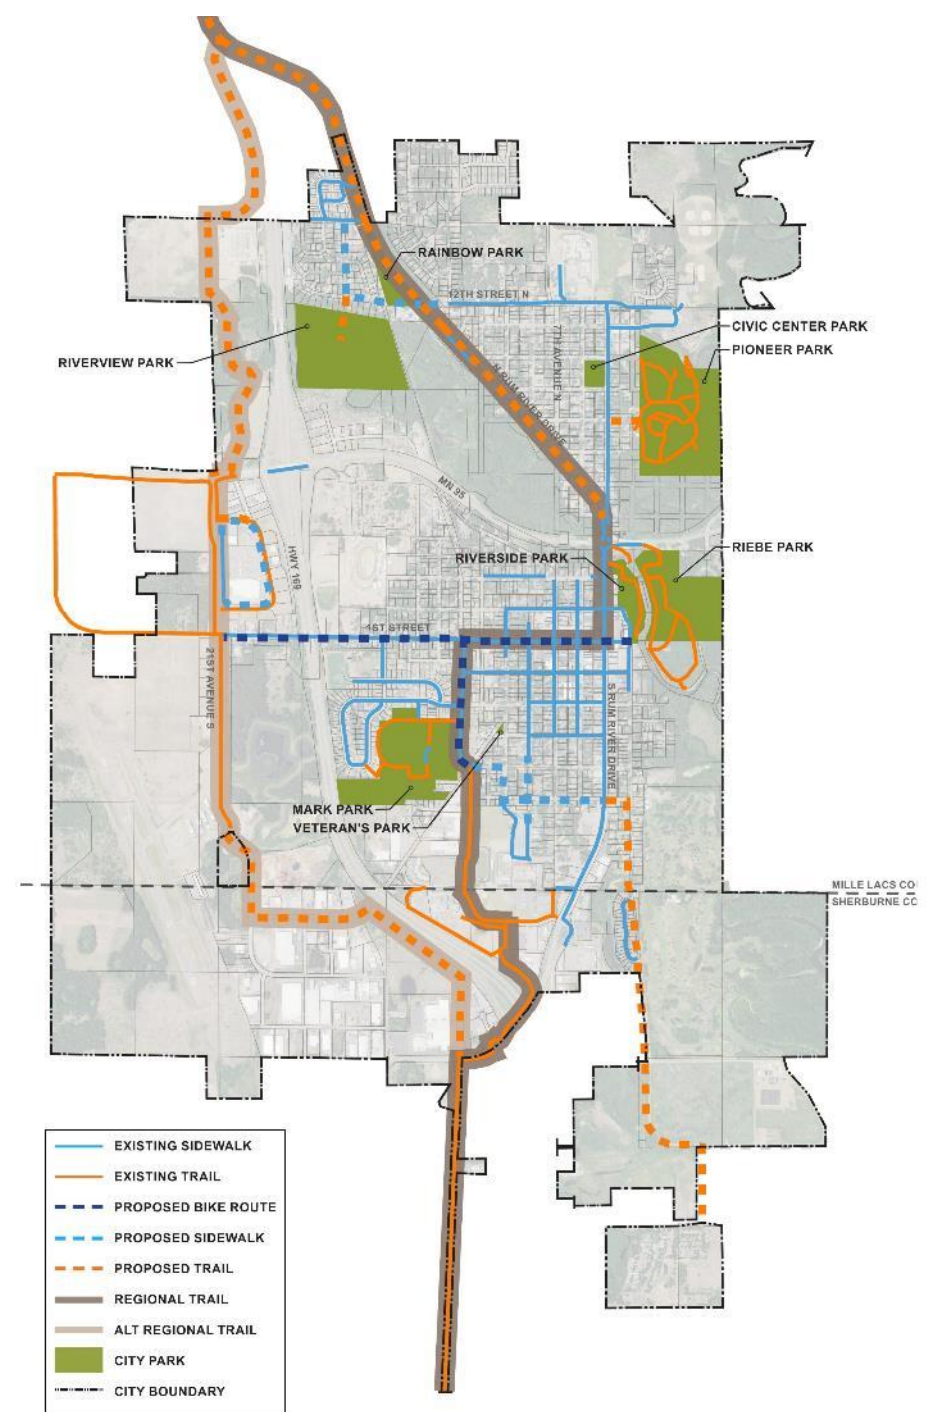 RAINBOW PARK
12TH STREET N
CIVIC CENTER PARK
PIONEER PARK
7TH AVENUE N
RIVERVIEW PARK
N RUM RIVER DRIVE
MN 95
RIEBE PARK
RIVERSIDE PARK
HWY 169
1ST STREET
21ST AVENUE S
S RUM RIVER DRIVE
MARK PARK
VETERAN'S PARK
MILLE LACS CO
SHERBURNE CO
EXISTING SIDEWALK
EXISTING TRAIL
PROPOSED BIKE ROUTE
PROPOSED SIDEWALK
PROPOSED TRAIL
REGIONAL TRAIL
ALT REGIONAL TRAIL
CITY PARK
CITY BOUNDARY